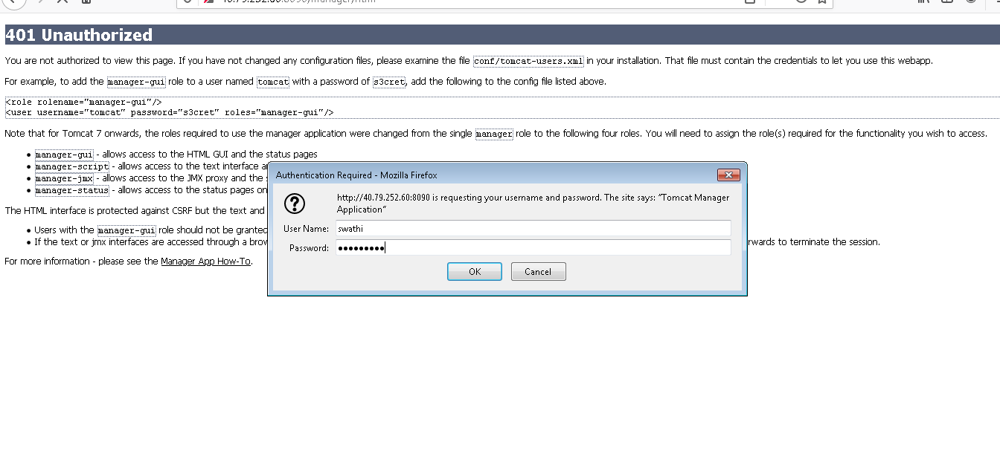 40.79.252.60:8090/manager/html
401 Unauthorized
You are not authorized to view this page. If you have not changed any configuration files, please examine the file conf/tomcat-users.xml in your installation. That file must contain the credentials to let you use this webapp.
For example, to add the manager-gui role to a user named tomcat with a password of s3cret, add the following to the config file listed above.
<role rolename="manager-gui"/>
<user username="tomcat" password="s3cret" roles="manager-gui"/>
Note that for Tomcat 7 onwards, the roles required to use the manager application were changed from the single manager role to the following four roles. You will need to assign the role(s) required for the functionality you wish to access.
• manager-gui - allows access to the HTML GUI and the status pages
• manager-script - allows access to the text interface
• manager-jmx - allows access to the JMX proxy and the
• manager-status - allows access to the status pages on
The HTML interface is protected against CSRF but the text and
• Users with the manager-gui role should not be granted
• If the text or jmx interfaces are accessed through a brow
rwards to terminate the session.
For more information - please see the Manager App How-To.
Authentication Required - Mozilla Firefox
http://40.79.252.60:8090 is requesting your username and password. The site says: "Tomcat Manager
Application"
User Name: swathi
Password: ●●●●●●●●●
OK Cancel